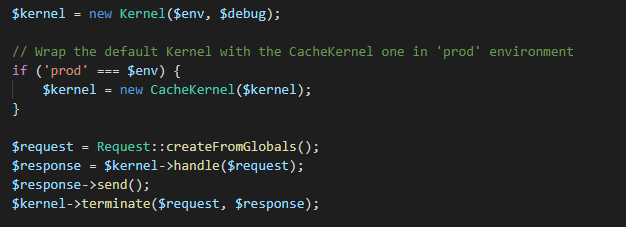 $kernel = new Kernel($env, $debug);
// Wrap the default Kernel with the CacheKernel one in 'prod' environment
if ('prod' === $env) {
    $kernel = new CacheKernel($kernel);
}
$request = Request::createFromGlobals();
$response = $kernel->handle($request);
$response->send();
$kernel->terminate($request, $response);